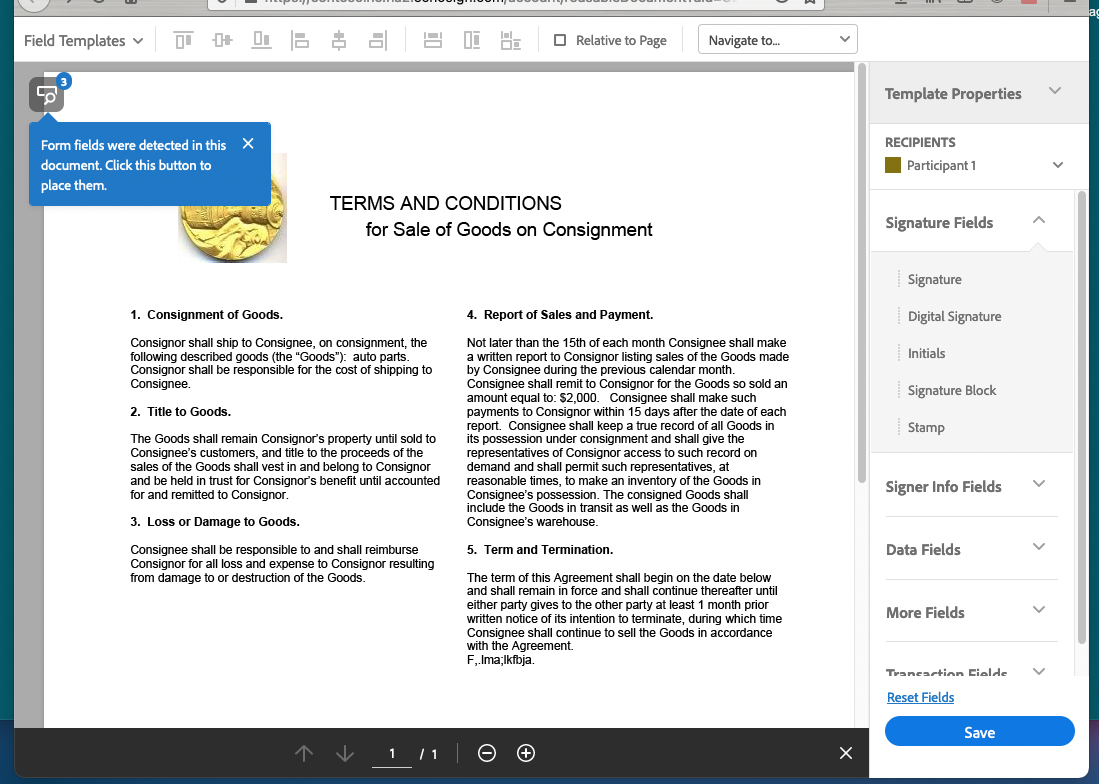 Field Templates
Relative to Page
Navigate to...
3
Form fields were detected in this
document. Click this button to
place them.
TERMS AND CONDITIONS
for Sale of Goods on Consignment
1. Consignment of Goods.
Consignor shall ship to Consignee, on consignment, the
following described goods (the “Goods”): auto parts.
Consignor shall be responsible for the cost of shipping to
Consignee.
2. Title to Goods.
The Goods shall remain Consignor’s property until sold to
Consignee’s customers, and title to the proceeds of the
sales of the Goods shall vest in and belong to Consignor
and be held in trust for Consignor’s benefit until accounted
for and remitted to Consignor.
3. Loss or Damage to Goods.
Consignee shall be responsible to and shall reimburse
Consignor for all loss and expense to Consignor resulting
from damage to or destruction of the Goods.
4. Report of Sales and Payment.
Not later than the 15th of each month Consignee shall make
a written report to Consignor listing sales of the Goods made
by Consignee during the previous calendar month.
Consignee shall remit to Consignor for the Goods so sold an
amount equal to: $2,000. Consignee shall make such
payments to Consignor within 15 days after the date of each
report. Consignee shall keep a true record of all Goods in
its possession under consignment and shall give the
representatives of Consignor access to such record on
demand and shall permit such representatives, at
reasonable times, to make an inventory of the Goods in
Consignee’s possession. The consigned Goods shall
include the Goods in transit as well as the Goods in
Consignee’s warehouse.
5. Term and Termination.
The term of this Agreement shall begin on the date below
and shall remain in force and shall continue thereafter until
either party gives to the other party at least 1 month prior
written notice of its intention to terminate, during which time
Consignee shall continue to sell the Goods in accordance
with the Agreement.
F,.lma;lkfbja.
Template Properties
RECIPIENTS
Participant 1
Signature Fields
Signature
Digital Signature
Initials
Signature Block
Stamp
Signer Info Fields
Data Fields
More Fields
Transaction Fields
Reset Fields
Save
1 / 1